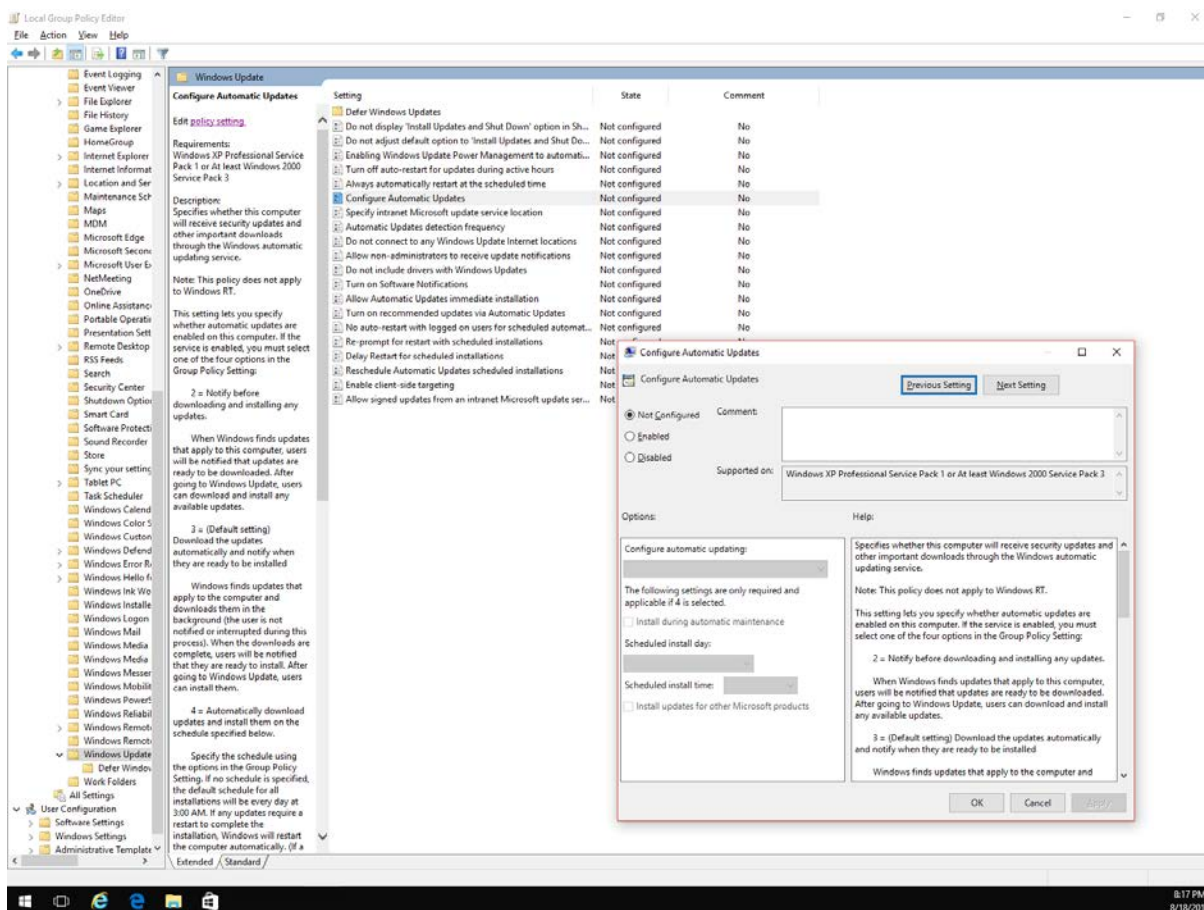 Local Group Policy Editor
File Action View Help
Event Logging
Event Viewer
File Explorer
File History
Game Explorer
HomeGroup
Internet Explorer
Internet Informat
Location and Ser
Maintenance Sch
Maps
MDM
Microsoft Edge
Microsoft Second
Microsoft User Ex
NetMeeting
OneDrive
Online Assistanc
Portable Operatin
Presentation Sett
Remote Desktop
RSS Feeds
Search
Security Center
Shutdown Option
Smart Card
Software Protecti
Sound Recorder
Store
Sync your setting
Tablet PC
Task Scheduler
Windows Calend
Windows Color S
Windows Custon
Windows Defend
Windows Error R
Windows Hello f
Windows Ink Wo
Windows Installe
Windows Logon
Windows Mail
Windows Media
Windows Media
Windows Messer
Windows Mobilit
Windows PowerS
Windows Reliabil
Windows Remot
Windows Remot
Windows Update
Defer Window
Work Folders
All Settings
User Configuration
Software Settings
Windows Settings
Administrative Template
Windows Update
Configure Automatic Updates
Edit policy setting
Requirements:
Windows XP Professional Service
Pack 1 or At least Windows 2000
Service Pack 3
Description:
Specifies whether this computer
will receive security updates and
other important downloads
through the Windows automatic
updating service.
Note: This policy does not apply
to Windows RT.
This setting lets you specify
whether automatic updates are
enabled on this computer. If the
service is enabled, you must select
one of the four options in the
Group Policy Setting:
2 = Notify before
downloading and installing any
updates.
When Windows finds updates
that apply to this computer, users
will be notified that updates are
ready to be downloaded. After
going to Windows Update, users
can download and install any
available updates.
3 = (Default setting)
Download the updates
automatically and notify when
they are ready to be installed
Windows finds updates that
apply to the computer and
downloads them in the
background (the user is not
notified or interrupted during this
process). When the downloads are
complete, users will be notified
that they are ready to install. After
going to Windows Update, users
can install them.
4 = Automatically download
updates and install them on the
schedule specified below.
Specify the schedule using
the options in the Group Policy
Setting. If no schedule is specified,
the default schedule for all
installations will be every day at
3:00 AM. If any updates require a
restart to complete the
installation, Windows will restart
the computer automatically. (If a
Setting State Comment
Defer Windows Updates
Do not display 'Install Updates and Shut Down' option in Sh... Not configured No
Do not adjust default option to 'Install Updates and Shut Do... Not configured No
Enabling Windows Update Power Management to automati... Not configured No
Turn off auto-restart for updates during active hours Not configured No
Always automatically restart at the scheduled time Not configured No
Configure Automatic Updates Not configured No
Specify intranet Microsoft update service location Not configured No
Automatic Updates detection frequency Not configured No
Do not connect to any Windows Update Internet locations Not configured No
Allow non-administrators to receive update notifications Not configured No
Do not include drivers with Windows Updates Not configured No
Turn on Software Notifications Not configured No
Allow Automatic Updates immediate installation Not configured No
Turn on recommended updates via Automatic Updates Not configured No
No auto-restart with logged on users for scheduled automat... Not configured No
Re-prompt for restart with scheduled installations
Delay Restart for scheduled installations Not
Reschedule Automatic Updates scheduled installations Not
Enable client-side targeting Not
Allow signed updates from an intranet Microsoft update ser... Not
Extended Standard
Configure Automatic Updates
Configure Automatic Updates
Previous Setting Next Setting
Not Configured Comment:
Enabled
Disabled
Supported on: Windows XP Professional Service Pack 1 or At least Windows 2000 Service Pack 3
Options: Help:
Configure automatic updating:
The following settings are only required and
applicable if 4 is selected.
Install during automatic maintenance
Scheduled install day:
Scheduled install time:
Install updates for other Microsoft products
Specifies whether this computer will receive security updates and
other important downloads through the Windows automatic
updating service.
Note: This policy does not apply to Windows RT.
This setting lets you specify whether automatic updates are
enabled on this computer. If the service is enabled, you must
select one of the four options in the Group Policy Setting:
2 = Notify before downloading and installing any updates.
When Windows finds updates that apply to this computer,
users will be notified that updates are ready to be downloaded.
After going to Windows Update, users can download and install
any available updates.
3 = (Default setting) Download the updates automatically
and notify when they are ready to be installed
Windows finds updates that apply to the computer and
OK Cancel Apply
8:17 PM
8/18/201